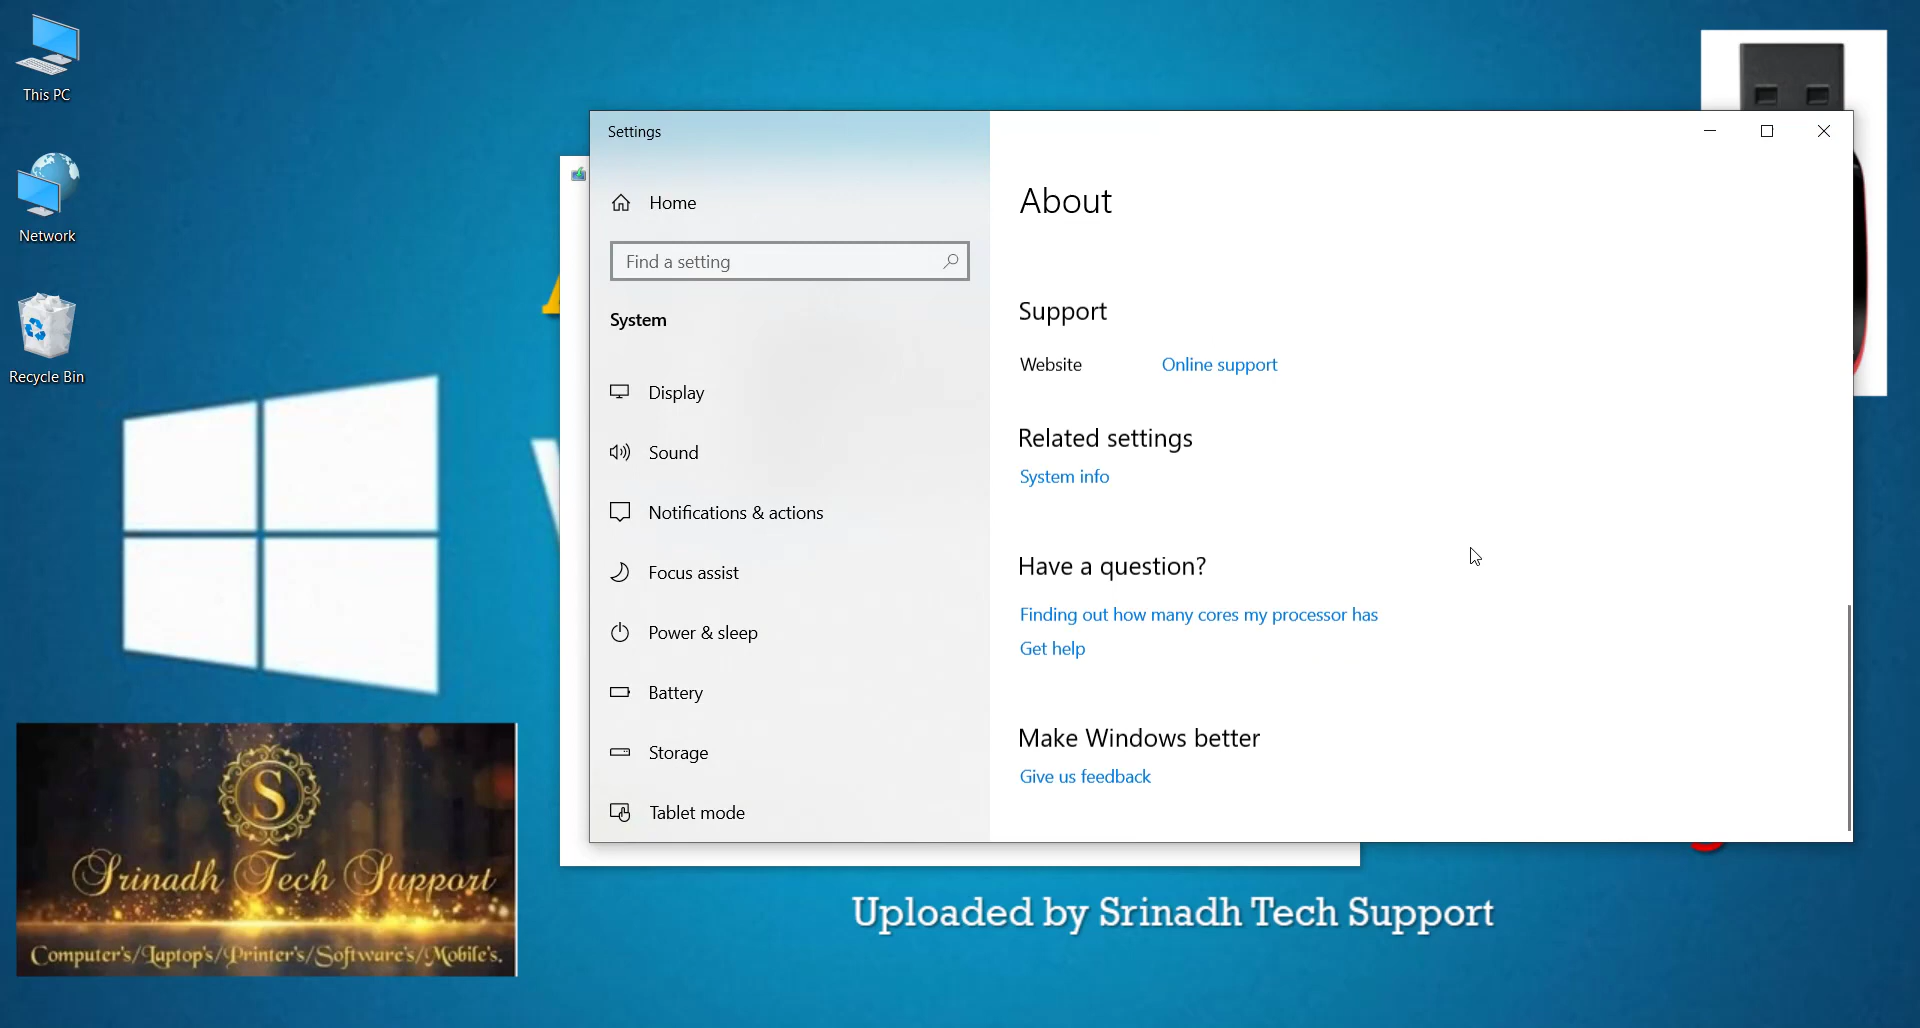 This PC
Network
Recycle Bin
Settings
Home
Find a setting
System
Display
Sound
Notifications & actions
Focus assist
Power & sleep
Battery
Storage
Tablet mode
About
Support
Website Online support
Related settings
System info
Have a question?
Finding out how many cores my processor has
Get help
Make Windows better
Give us feedback
S
Srinadh Tech Support
Computer's/Laptop's/Printer's/Software's/Mobile's.
Uploaded by Srinadh Tech Support